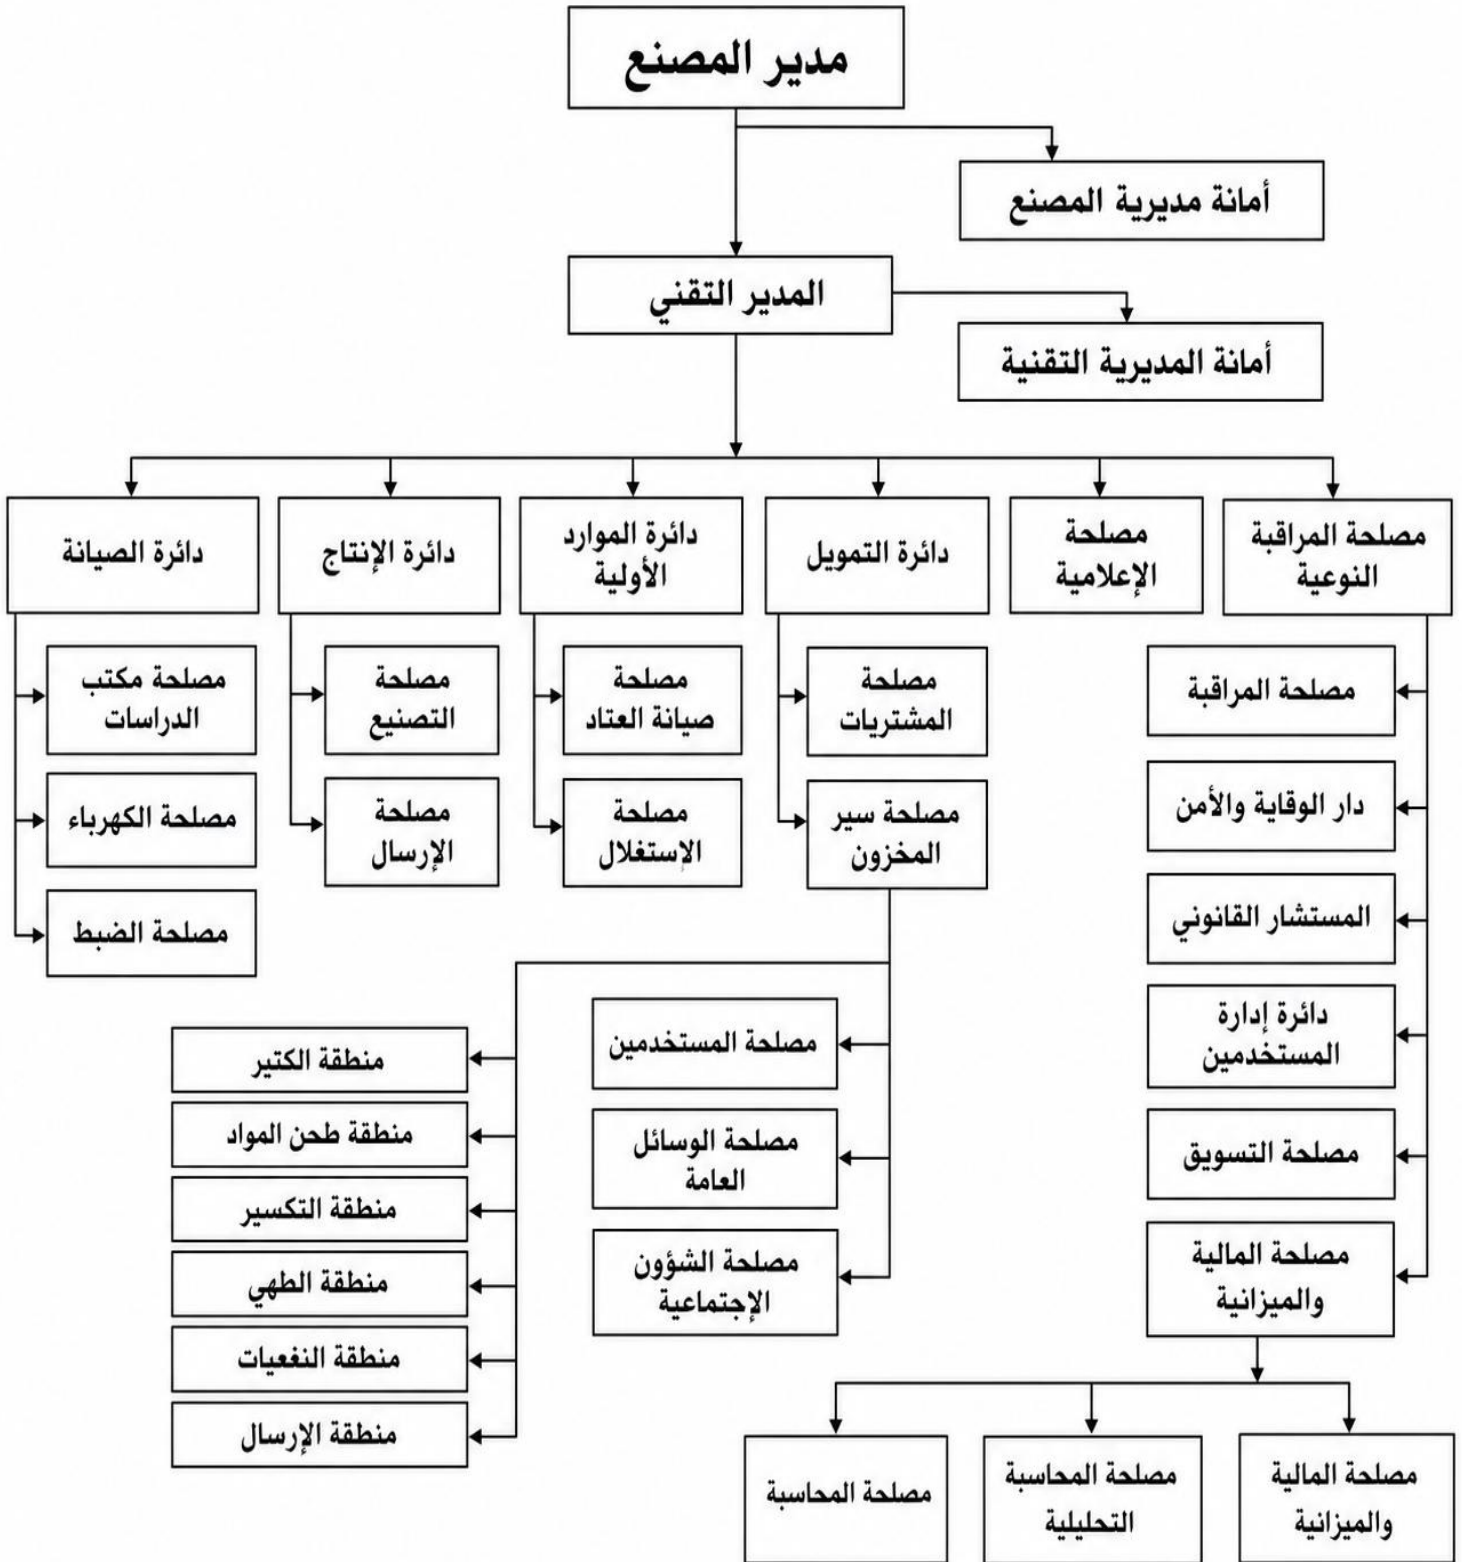 مدير المصنع
أمانة مديرية المصنع
المدير التقني
أمانة المديرية التقنية
مصلحة المراقبة
النوعية
مصلحة
الإعلامية
دائرة التمويل
دائرة الموارد
الأولية
دائرة الإنتاج
دائرة الصيانة
مصلحة المراقبة
دار الوقاية والأمن
المستشار القانوني
دائرة إدارة
المستخدمين
مصلحة التسويق
مصلحة المالية
والميزانية
مصلحة
المشتريات
مصلحة سير
المخزون
مصلحة
صيانة العتاد
مصلحة
الإستغلال
مصلحة
التصنيع
مصلحة
الإرسال
مصلحة مكتب
الدراسات
مصلحة الكهرباء
مصلحة الضبط
مصلحة المستخدمين
مصلحة الوسائل
العامة
مصلحة الشؤون
الإجتماعية
منطقة الكتير
منطقة طحن المواد
منطقة التكسير
منطقة الطهي
منطقة النفعيات
منطقة الإرسال
مصلحة المالية
والميزانية
مصلحة المحاسبة
التحليلية
مصلحة المحاسبة